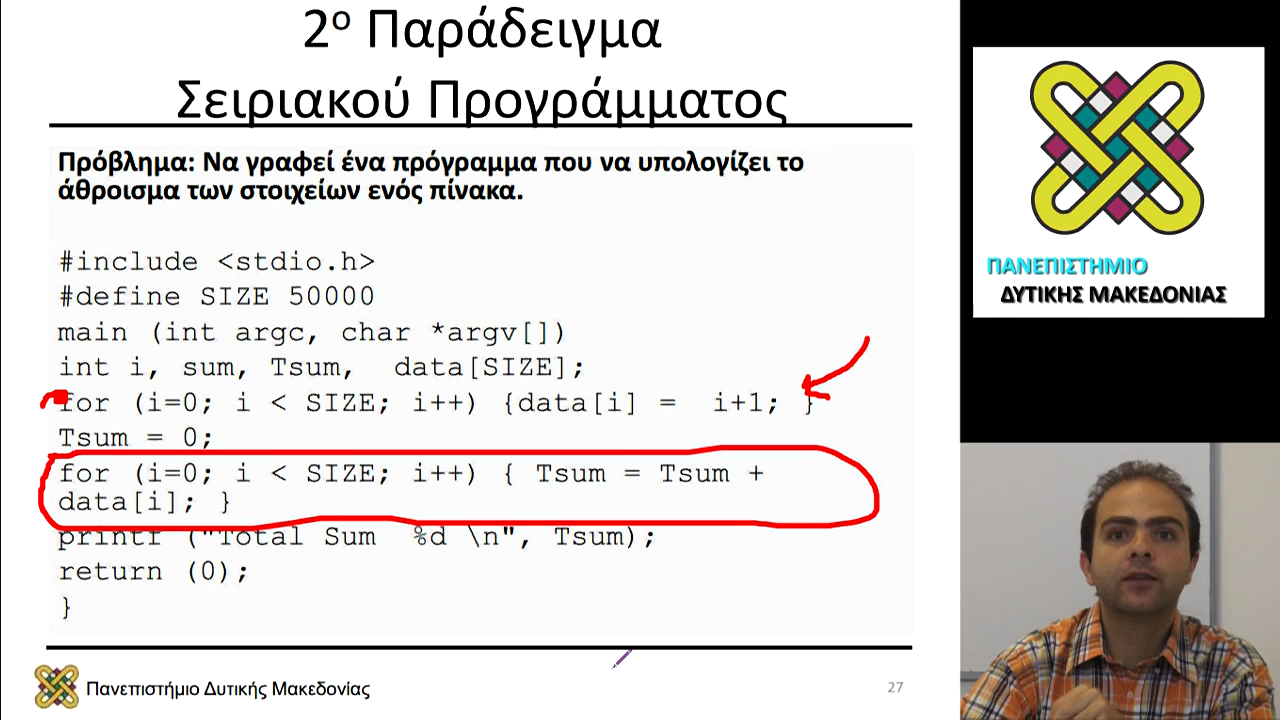 2ο Παράδειγμα
Σειριακού Προγράμματος
Πρόβλημα: Να γραφεί ένα πρόγραμμα που να υπολογίζει το
άθροισμα των στοιχείων ενός πίνακα.
#include <stdio.h>
#define SIZE 50000
main (int argc, char *argv[])
int i, sum, Tsum, data[SIZE];
for (i=0; i < SIZE; i++) {data[i] = i+1; }
Tsum = 0;
for (i=0; i < SIZE; i++) { Tsum = Tsum +
data[i]; }
printf ("Total Sum %d \n", Tsum);
return (0);
}
Πανεπιστήμιο Δυτικής Μακεδονίας
27
ΠΑΝΕΠΙΣΤΗΜΙΟ
ΔΥΤΙΚΗΣ ΜΑΚΕΔΟΝΙΑΣ